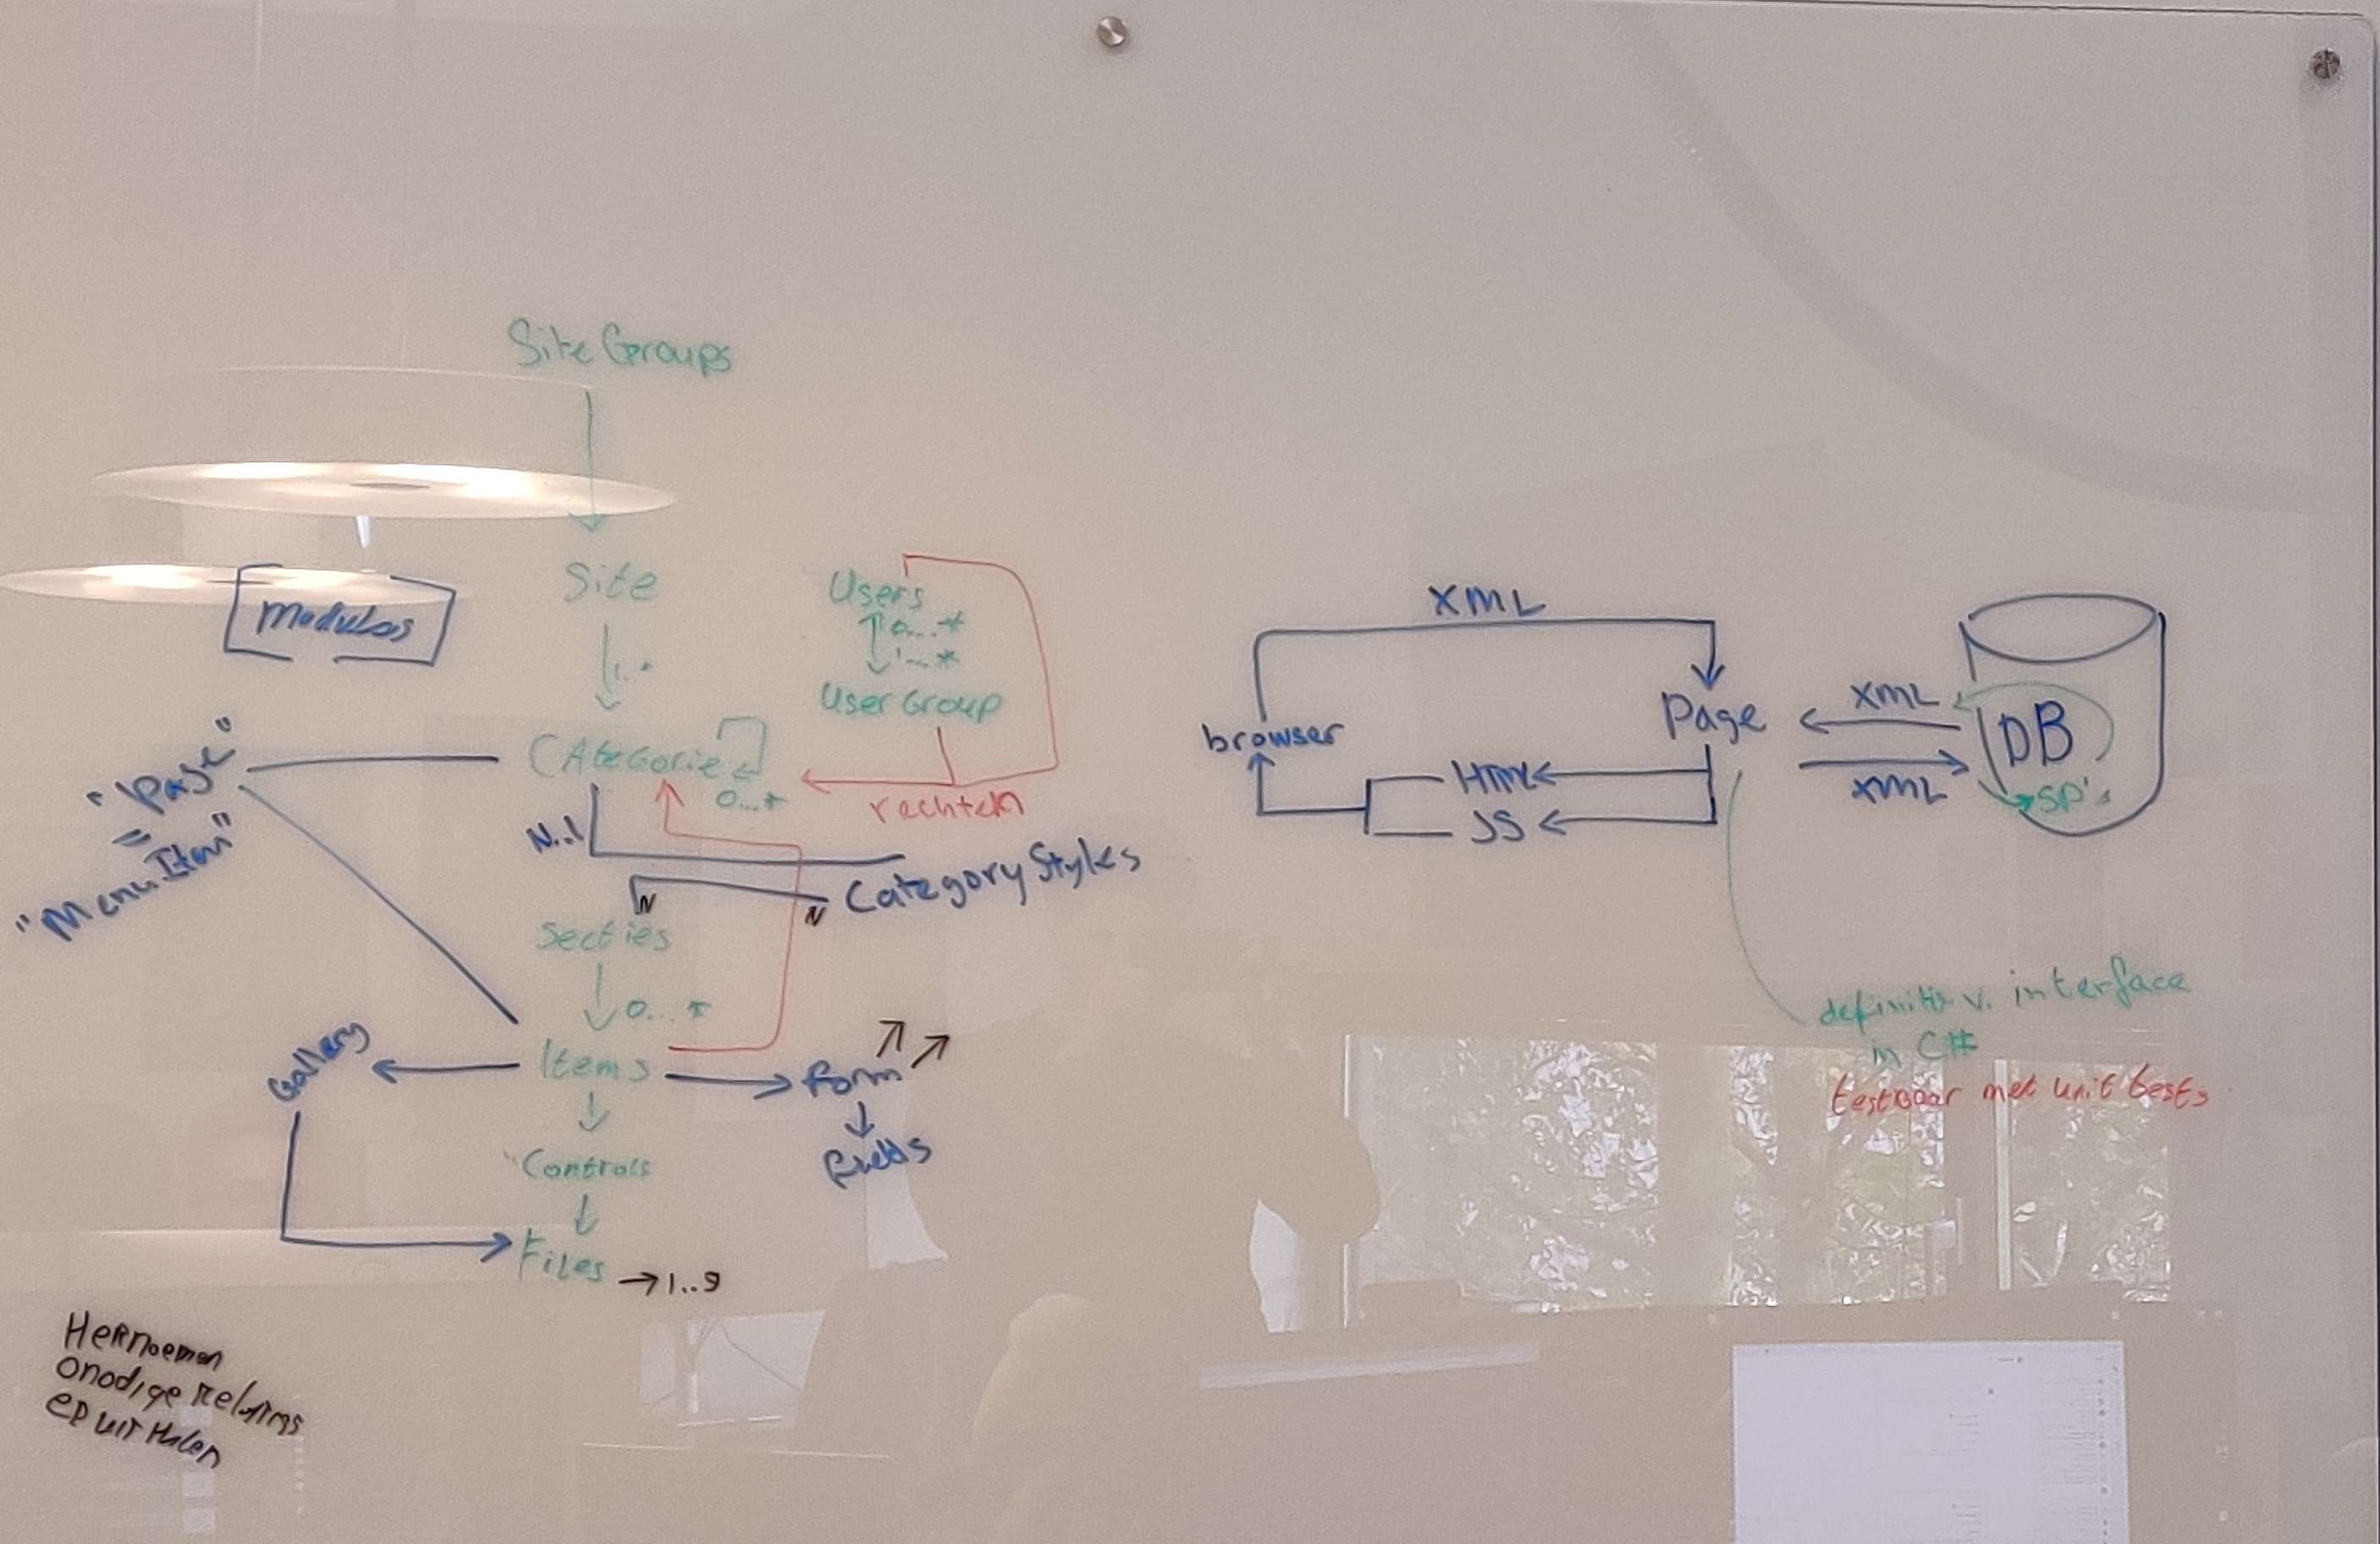 Site Groups
Site
Modules
1..*
Users
0...*
1...*
User Group
"Page"
=
"Menu Item"
CAtegorie
0...*
rechten
N..1
Category Styles
N
N
Secties
0...*
Gallery
Items
Form
Fields
Controls
Files → 1..9
HeRNoemen
onodige Relations
ER uit Halen
XML
browser
Page
XML
XML
DB
SP's
HTML
JS
definitie v. interface
in C#
testbaar met unit tests